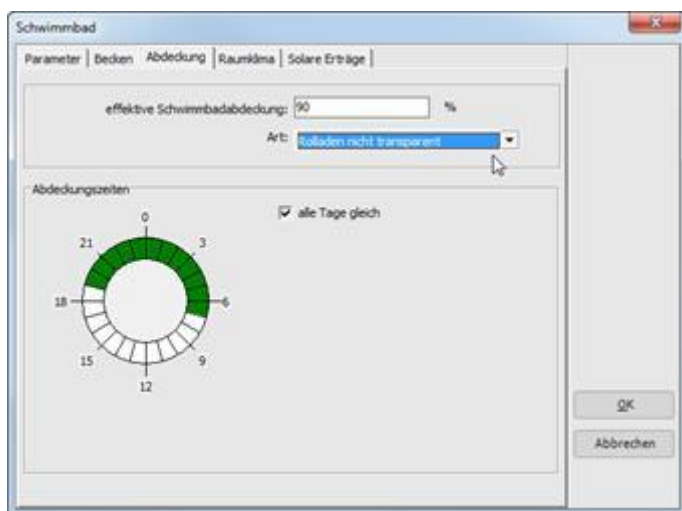 Schwimmbad
Parameter Becken Abdeckung Raumklima Solare Erträge
effektive Schwimmbadabdeckung: 90 %
Art: Rolladen nicht transparent
Abdeckungszeiten
alle Tage gleich
0
21 3
18 6
15 9
12
OK
Abbrechen